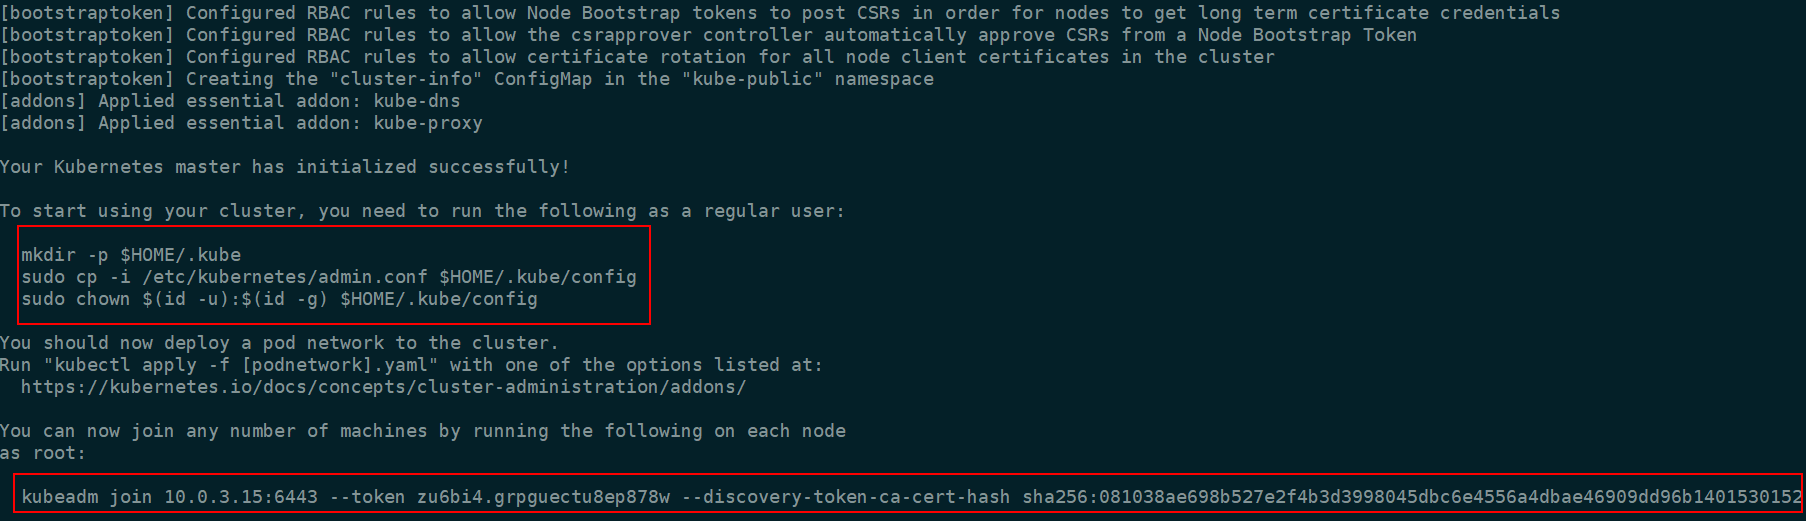 [bootstraptoken] Configured RBAC rules to allow Node Bootstrap tokens to post CSRs in order for nodes to get long term certificate credentials
[bootstraptoken] Configured RBAC rules to allow the csrapprover controller automatically approve CSRs from a Node Bootstrap Token
[bootstraptoken] Configured RBAC rules to allow certificate rotation for all node client certificates in the cluster
[bootstraptoken] Creating the "cluster-info" ConfigMap in the "kube-public" namespace
[addons] Applied essential addon: kube-dns
[addons] Applied essential addon: kube-proxy
Your Kubernetes master has initialized successfully!
To start using your cluster, you need to run the following as a regular user:
mkdir -p $HOME/.kube
sudo cp -i /etc/kubernetes/admin.conf $HOME/.kube/config
sudo chown $(id -u):$(id -g) $HOME/.kube/config
You should now deploy a pod network to the cluster.
Run "kubectl apply -f [podnetwork].yaml" with one of the options listed at:
https://kubernetes.io/docs/concepts/cluster-administration/addons/
You can now join any number of machines by running the following on each node
as root:
kubeadm join 10.0.3.15:6443 --token zu6bi4.grpguectu8ep878w --discovery-token-ca-cert-hash sha256:081038ae698b527e2f4b3d3998045dbc6e4556a4dbae46909dd96b1401530152